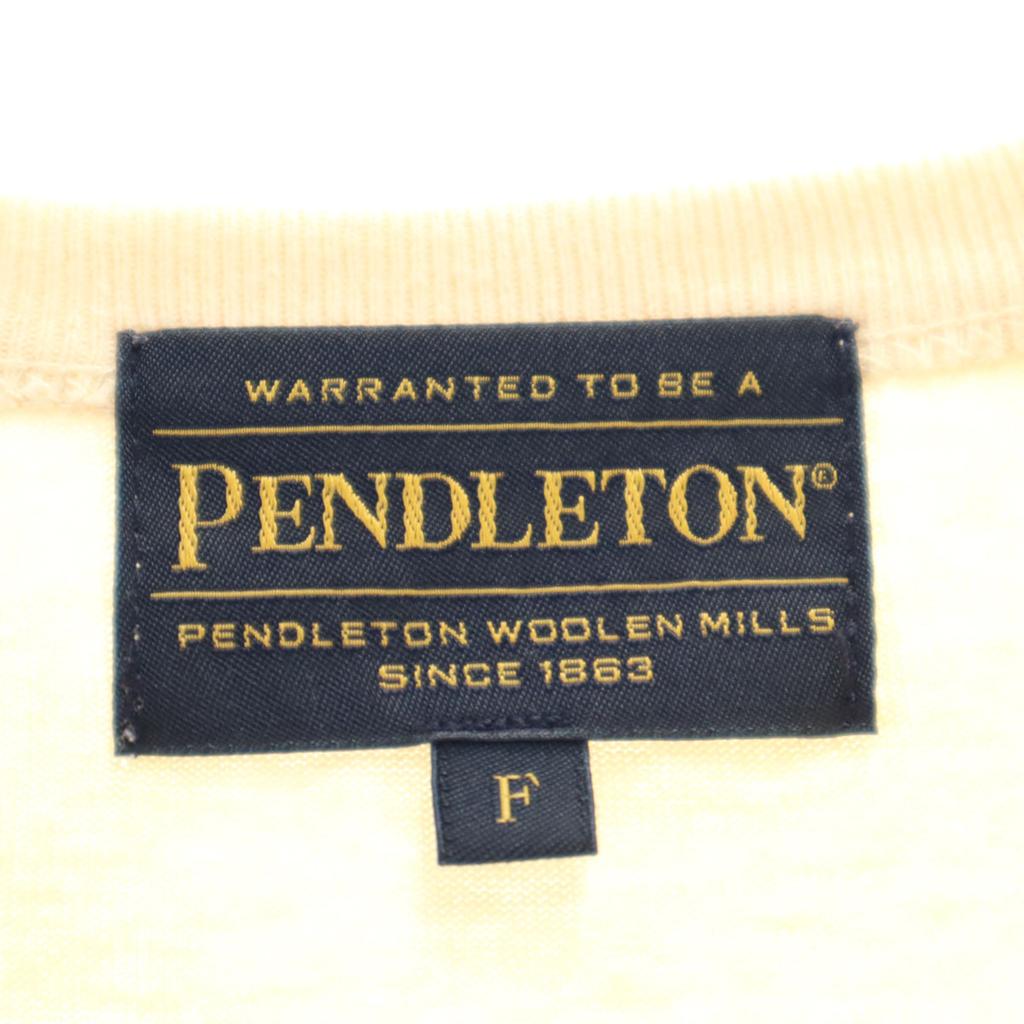 WARRANTED TO BE A
PENDLETON®
PENDLETON WOOLEN MILLS
SINCE 1863
F